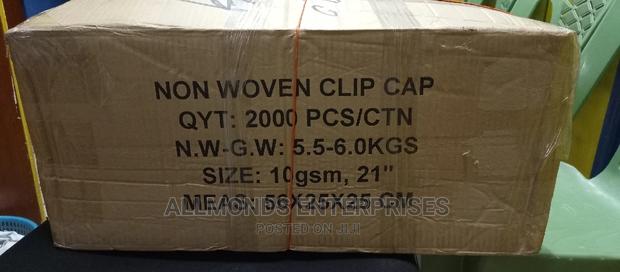 NON WOVEN CLIP CAP
QYT: 2000 PCS/CTN
N.W-G.W: 5.5-6.0KGS
SIZE: 10gsm, 21"
MEAS: 56X25X25 CM
ALLMONDS ENTERPRISES
POSTED ON JIJI